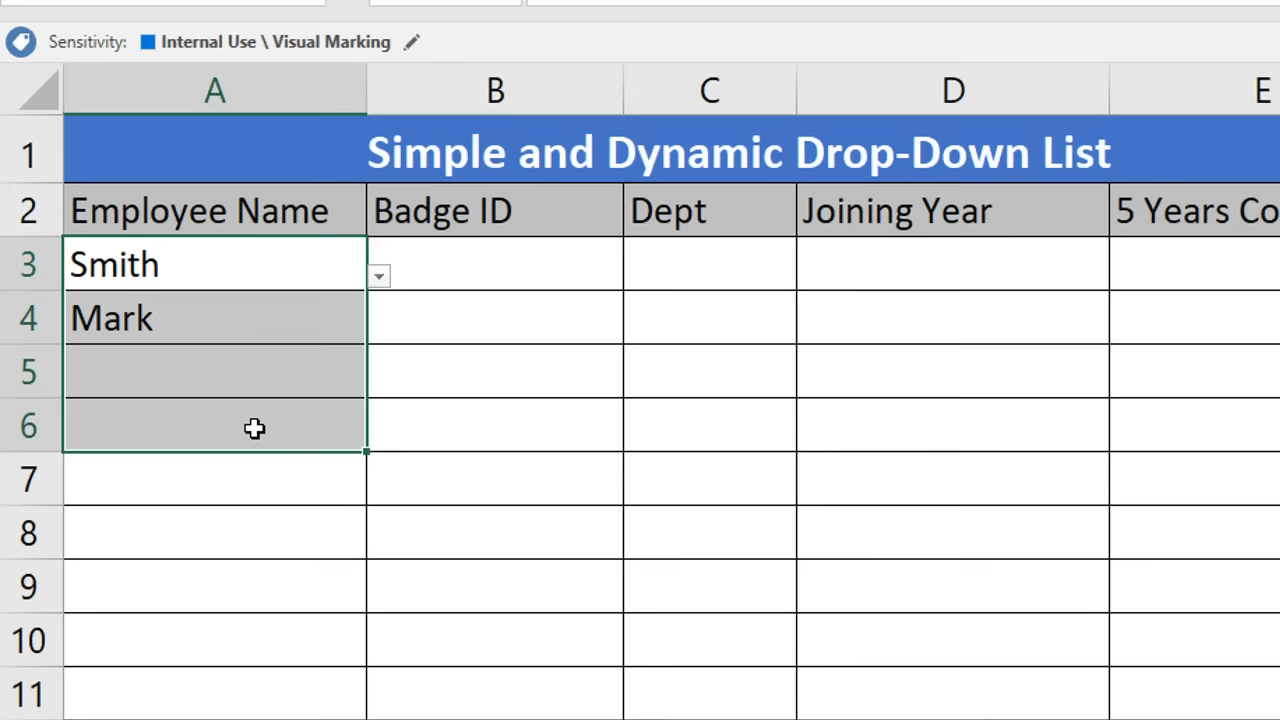 Sensitivity: Internal Use \ Visual Marking
A B C D E
1 Simple and Dynamic Drop-Down List
2 Employee Name Badge ID Dept Joining Year 5 Years Co
3 Smith
4 Mark
5
6
7
8
9
10
11